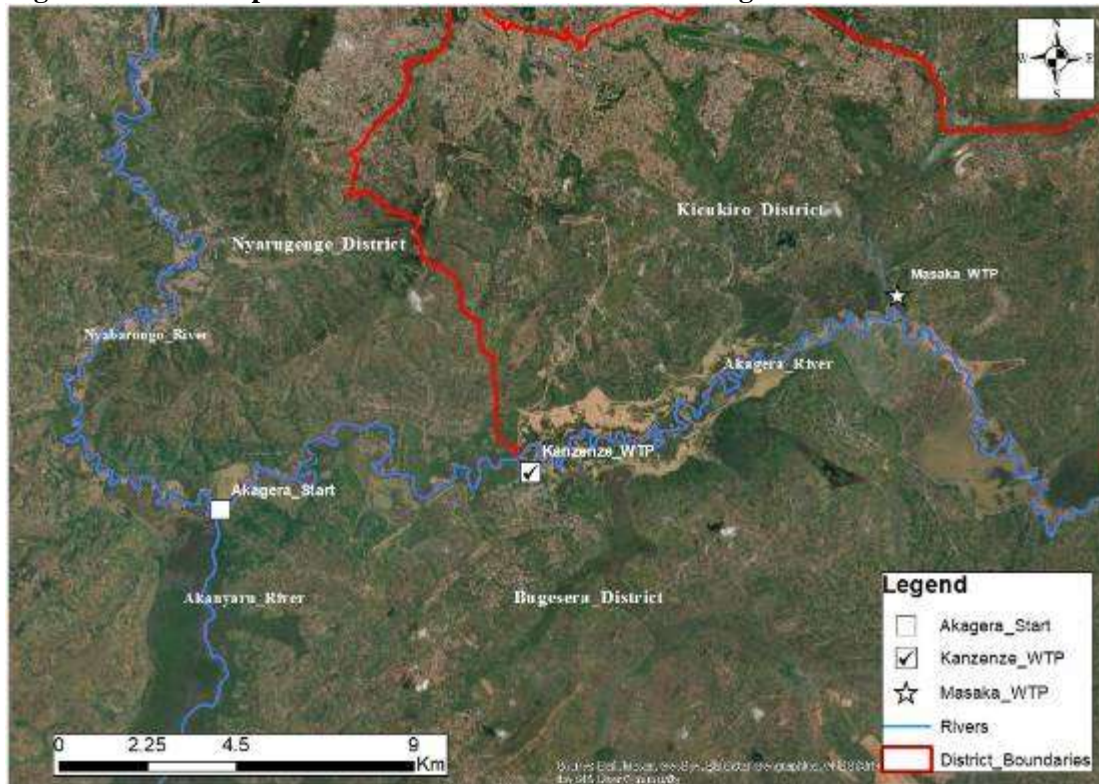 N
W E
S
Kicukiro_District
Nyarugenge_District
Masaka_WTP
Nyabarongo_River
Akagera_River
Kanzenze_WTP
Akagera_Start
Akanyaru_River
Bugesera_District
Legend
Akagera_Start
Kanzenze_WTP
Masaka_WTP
Rivers
District_Boundaries
0 2.25 4.5 9
Km